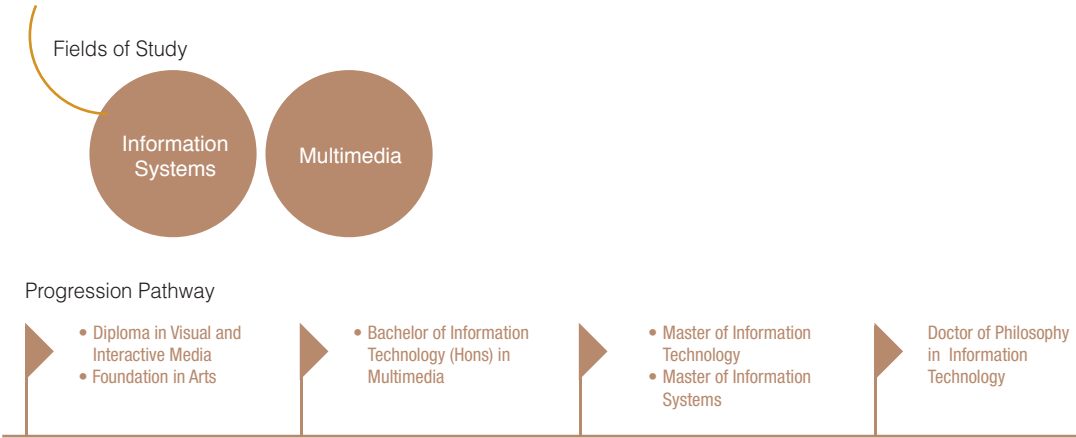 Fields of Study
Information
Systems
Multimedia
Progression Pathway
• Diploma in Visual and
Interactive Media
• Foundation in Arts
• Bachelor of Information
Technology (Hons) in
Multimedia
• Master of Information
Technology
• Master of Information
Systems
Doctor of Philosophy
in Information
Technology